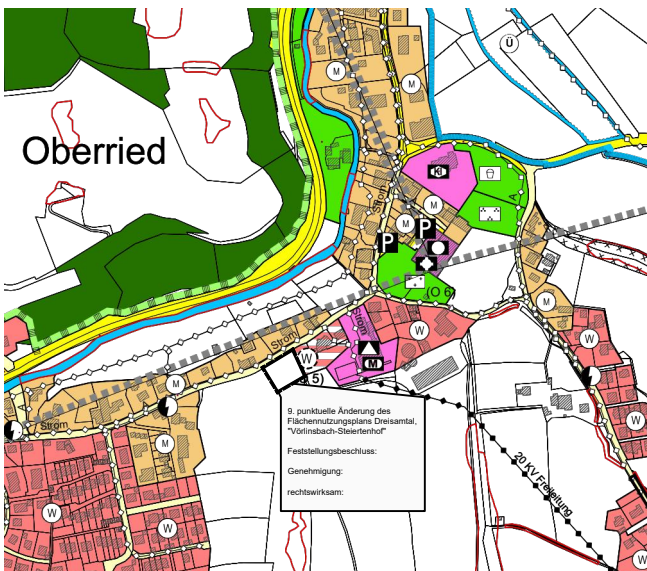 Ü
M
M
Oberried
KI
A
Strom
M
M
P
P
(O 6)
M
Strom
W
W
Strom
W
M
5)
M
Strom
M
W
W
W
W
20 KV Freileitung
9. punktuelle Änderung des
Flächennutzungsplans Dreisamtal,
"Vörlinsbach-Steiertenhof"
Feststellungsbeschluss:
Genehmigung:
rechtswirksam: